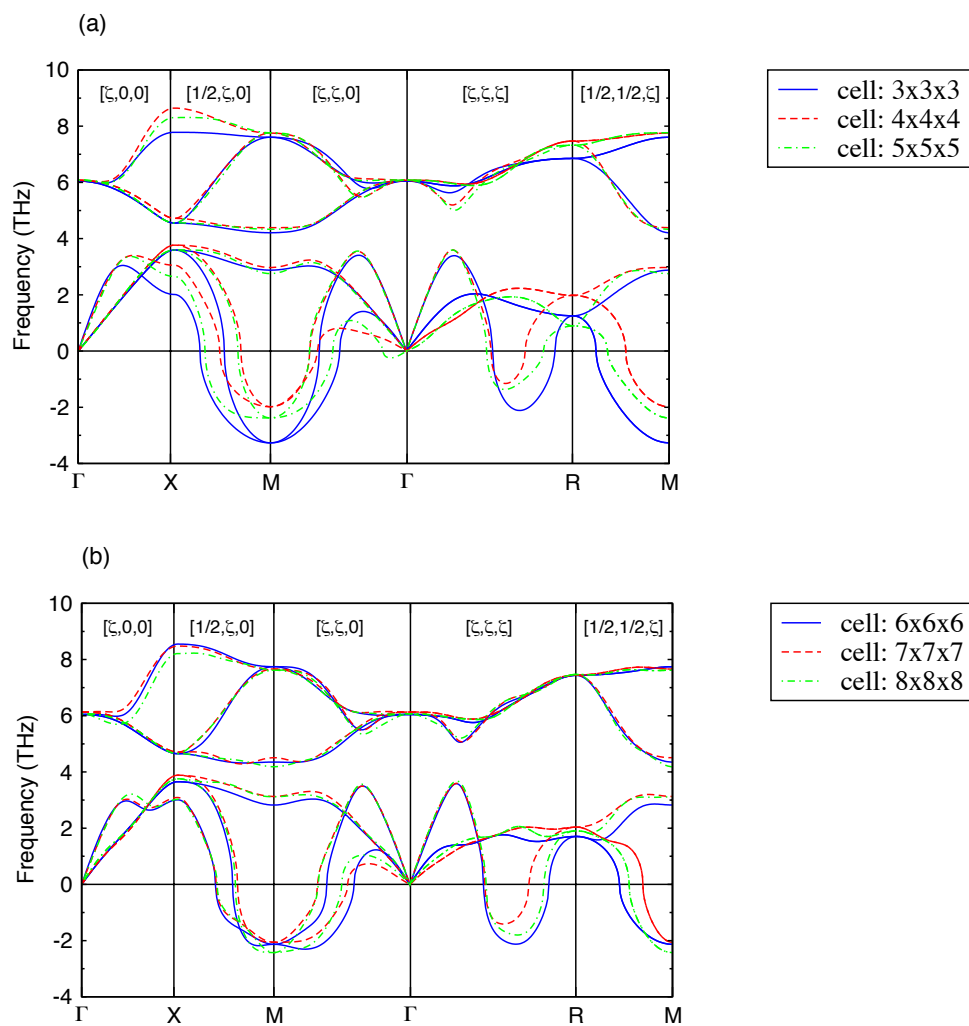 (a)
10
8
6
4
2
0
-2
-4
Frequency (THz)
[ζ,0,0] [1/2,ζ,0] [ζ,ζ,0] [ζ,ζ,ζ] [1/2,1/2,ζ]
Γ X M Γ R M
cell: 3x3x3
cell: 4x4x4
cell: 5x5x5
(b)
10
8
6
4
2
0
-2
-4
Frequency (THz)
[ζ,0,0] [1/2,ζ,0] [ζ,ζ,0] [ζ,ζ,ζ] [1/2,1/2,ζ]
Γ X M Γ R M
cell: 6x6x6
cell: 7x7x7
cell: 8x8x8